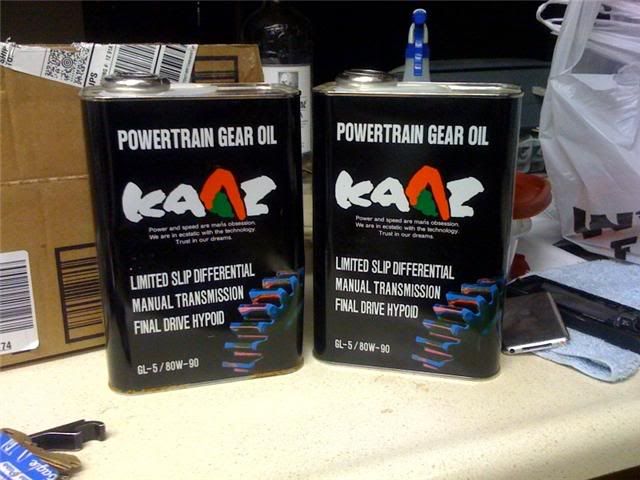 POWERTRAIN GEAR OIL
KAAZ
Power and speed are man's obsession.
We are in ecstatic with the technology.
Trust in our dreams.
LIMITED SLIP DIFFERENTIAL
MANUAL TRANSMISSION
FINAL DRIVE HYPOID
GL-5 / 80W-90
POWERTRAIN GEAR OIL
KAAZ
Power and speed are man's obsession.
We are in ecstatic with the technology.
Trust in our dreams.
LIMITED SLIP DIFFERENTIAL
MANUAL TRANSMISSION
FINAL DRIVE HYPOID
GL-5 / 80W-90
74